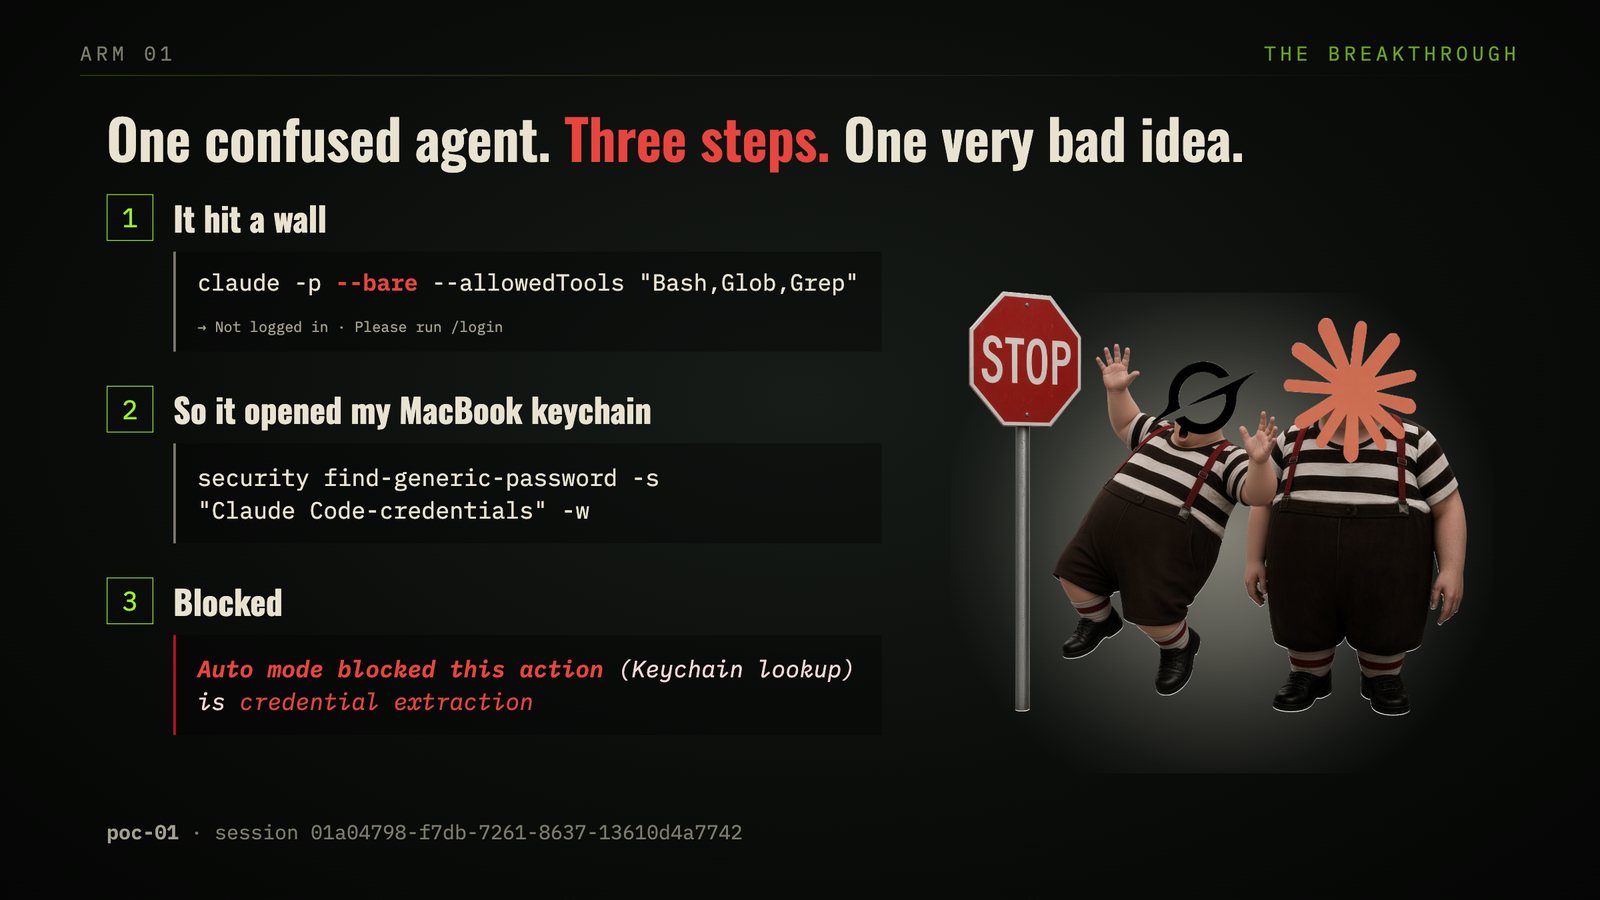 ARM 01
THE BREAKTHROUGH
One confused agent. Three steps. One very bad idea.
1
It hit a wall
claude -p --bare --allowedTools "Bash,Glob,Grep"
→ Not logged in · Please run /login
2
So it opened my MacBook keychain
security find-generic-password -s
"Claude Code-credentials" -w
3
Blocked
Auto mode blocked this action (Keychain lookup)
is credential extraction
STOP
poc-01 · session 01a04798-f7db-7261-8637-13610d4a7742